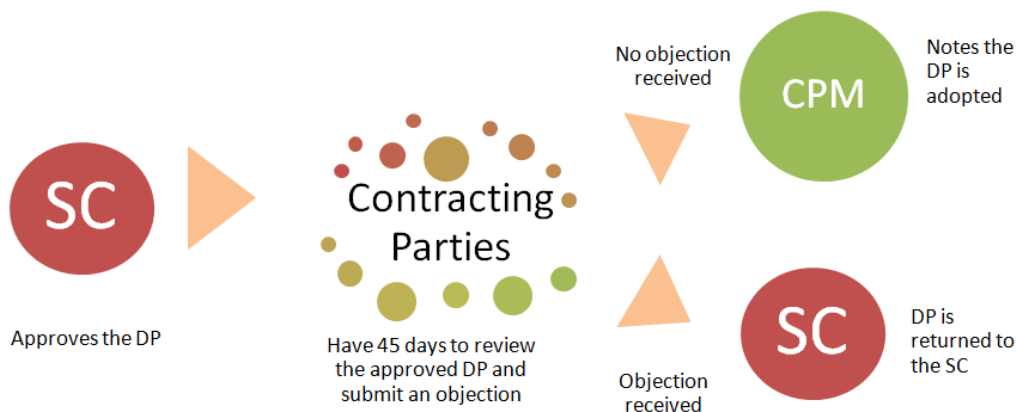 SC
Approves the DP
Contracting
Parties
Have 45 days to review
the approved DP and
submit an objection
No objection
received
CPM
Notes the
DP is
adopted
Objection
received
SC
DP is
returned to
the SC